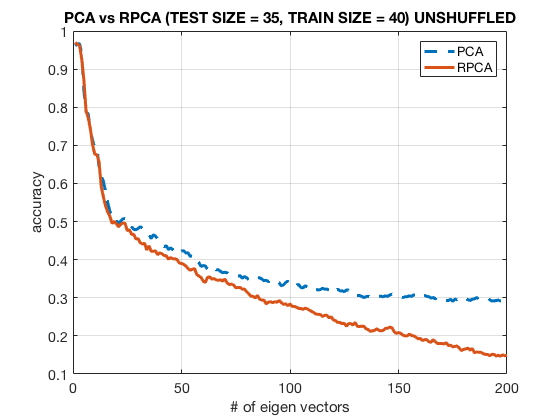 PCA vs RPCA (TEST SIZE = 35, TRAIN SIZE = 40) UNSHUFFLED
1
0.9
0.8
0.7
0.6
0.5
0.4
0.3
0.2
0.1
accuracy
PCA
RPCA
0 50 100 150 200
# of eigen vectors